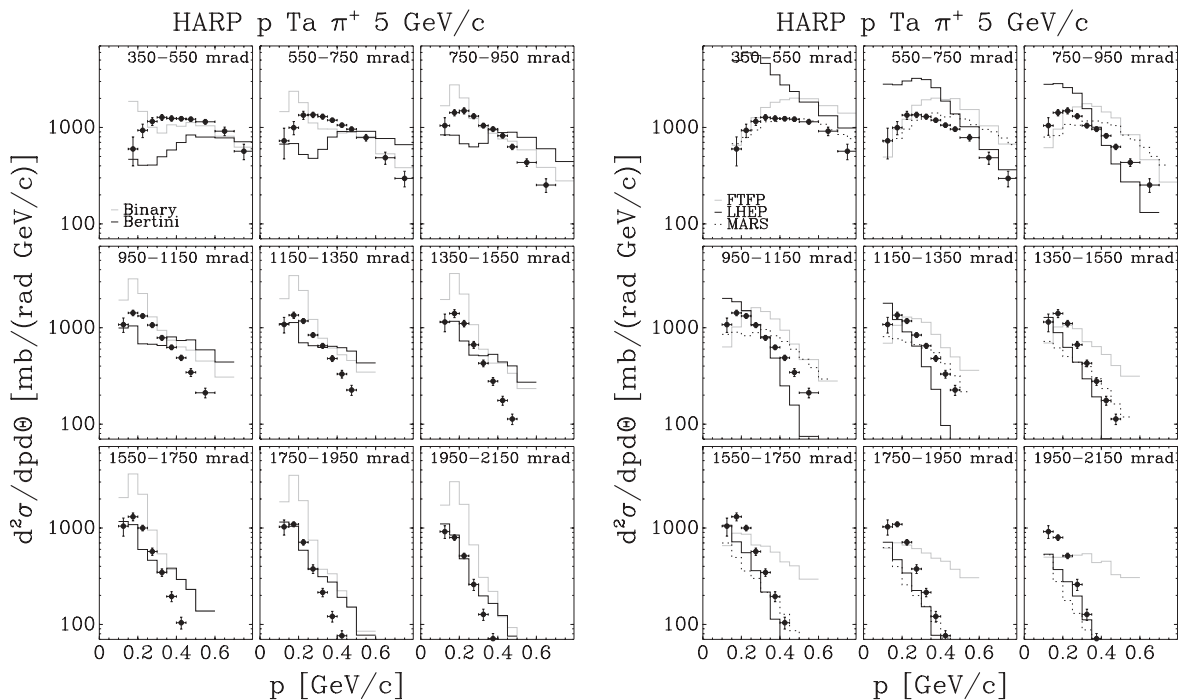 HARP p Ta π⁺ 5 GeV/c
350−550 mrad
550−750 mrad
750−950 mrad
1000
100
Binary
Bertini
950−1150 mrad
1150−1350 mrad
1350−1550 mrad
1000
100
1550−1750 mrad
1750−1950 mrad
1950−2150 mrad
1000
100
0 0.2 0.4 0.6 0 0.2 0.4 0.6 0 0.2 0.4 0.6 0.8
p [GeV/c]
d²σ/dpdΘ [mb/(rad GeV/c)]
HARP p Ta π⁺ 5 GeV/c
350−550 mrad
550−750 mrad
750−950 mrad
1000
100
FTFP
LHEP
MARS
950−1150 mrad
1150−1350 mrad
1350−1550 mrad
1000
100
1550−1750 mrad
1750−1950 mrad
1950−2150 mrad
1000
100
0 0.2 0.4 0.6 0 0.2 0.4 0.6 0 0.2 0.4 0.6 0.8
p [GeV/c]
d²σ/dpdΘ [mb/(rad GeV/c)]